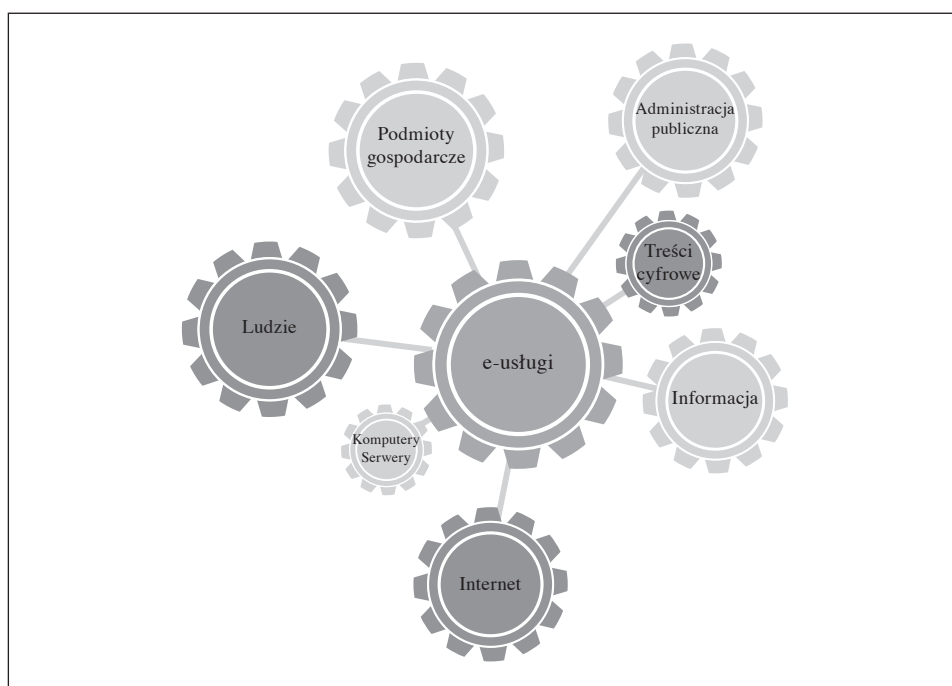 Podmioty
gospodarcze
Administracja
publiczna
Treści
cyfrowe
Ludzie
e-usługi
Informacja
Komputery
Serwery
Internet